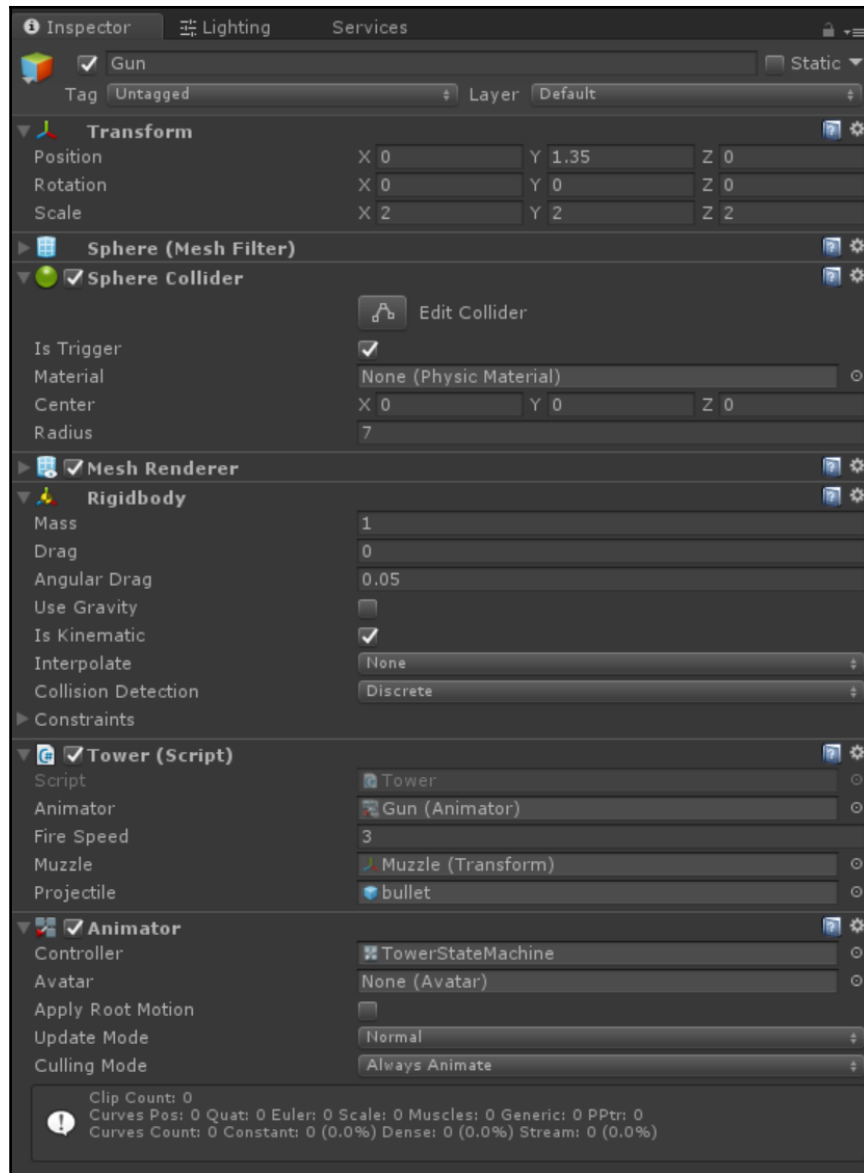 Inspector Lighting Services
Gun Static
Tag Untagged Layer Default
Transform
Position X 0 Y 1.35 Z 0
Rotation X 0 Y 0 Z 0
Scale X 2 Y 2 Z 2
Sphere (Mesh Filter)
Sphere Collider
Edit Collider
Is Trigger
Material None (Physic Material)
Center X 0 Y 0 Z 0
Radius 7
Mesh Renderer
Rigidbody
Mass 1
Drag 0
Angular Drag 0.05
Use Gravity
Is Kinematic
Interpolate None
Collision Detection Discrete
Constraints
Tower (Script)
Script Tower
Animator Gun (Animator)
Fire Speed 3
Muzzle Muzzle (Transform)
Projectile bullet
Animator
Controller TowerStateMachine
Avatar None (Avatar)
Apply Root Motion
Update Mode Normal
Culling Mode Always Animate
Clip Count: 0
Curves Pos: 0 Quat: 0 Euler: 0 Scale: 0 Muscles: 0 Generic: 0 PPtr: 0
Curves Count: 0 Constant: 0 (0.0%) Dense: 0 (0.0%) Stream: 0 (0.0%)